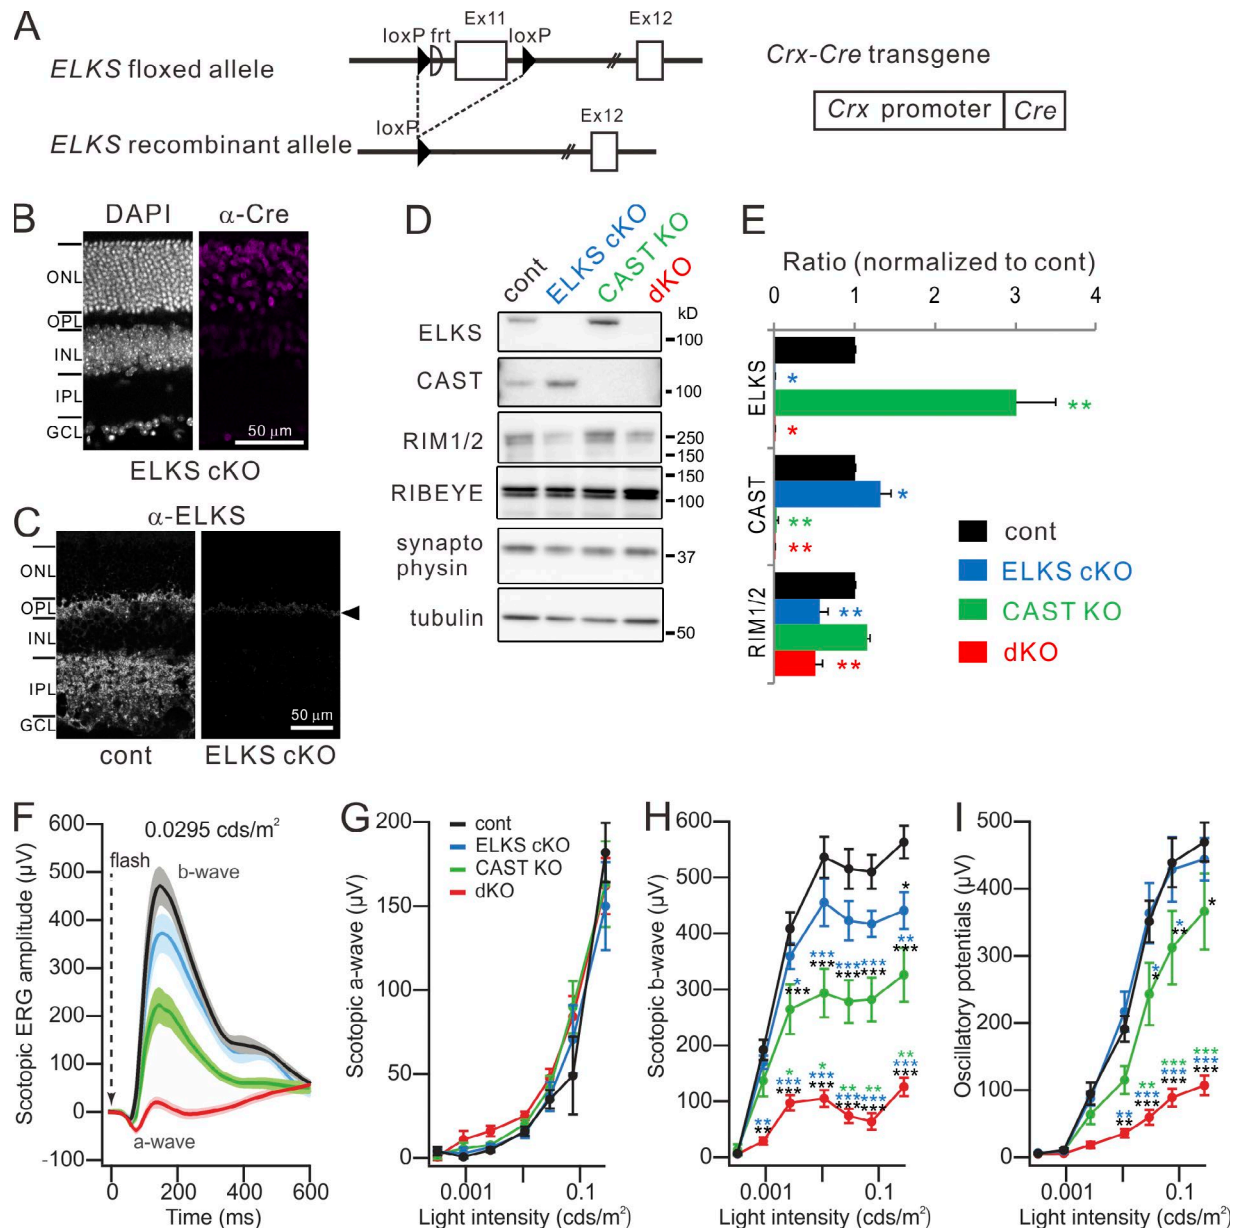 A
ELKS floxed allele
loxP frt
Ex11
loxP
Ex12
Crx-Cre transgene
Crx promoter Cre
ELKS recombinant allele
loxP
Ex12
B
DAPI α-Cre
ONL
OPL
INL
IPL
GCL
50 μm
ELKS cKO
C
α-ELKS
ONL
OPL
INL
IPL
GCL
50 μm
cont ELKS cKO
D
cont
ELKS cKO
CAST KO
dKO
kD
ELKS
100
CAST
100
RIM1/2
250
150
RIBEYE
150
100
synapto
physin
37
tubulin
50
E
Ratio (normalized to cont)
0 1 2 3 4
ELKS
*
**
*
CAST
*
**
**
RIM1/2
**
**
cont
ELKS cKO
CAST KO
dKO
F
Scotopic ERG amplitude (μV)
600
500
400
300
200
100
0
-100
0.0295 cds/m²
flash
b-wave
a-wave
0 200 400 600
Time (ms)
G
Scotopic a-wave (μV)
200
150
100
50
0
cont
ELKS cKO
CAST KO
dKO
0.001 0.1
Light intensity (cds/m²)
H
Scotopic b-wave (μV)
600
500
400
300
200
100
0
*
**
***
*** *** ***
*** *** ***
*
***
**
* ** ** ***
*** *** *** ***
*** *** *** ***
**
**
0.001 0.1
Light intensity (cds/m²)
I
Oscillatory potentials (μV)
500
400
300
200
100
0
*
*
**
*
*
** *** ***
*** *** ***
*** *** ***
**
**
0.001 0.1
Light intensity (cds/m²)